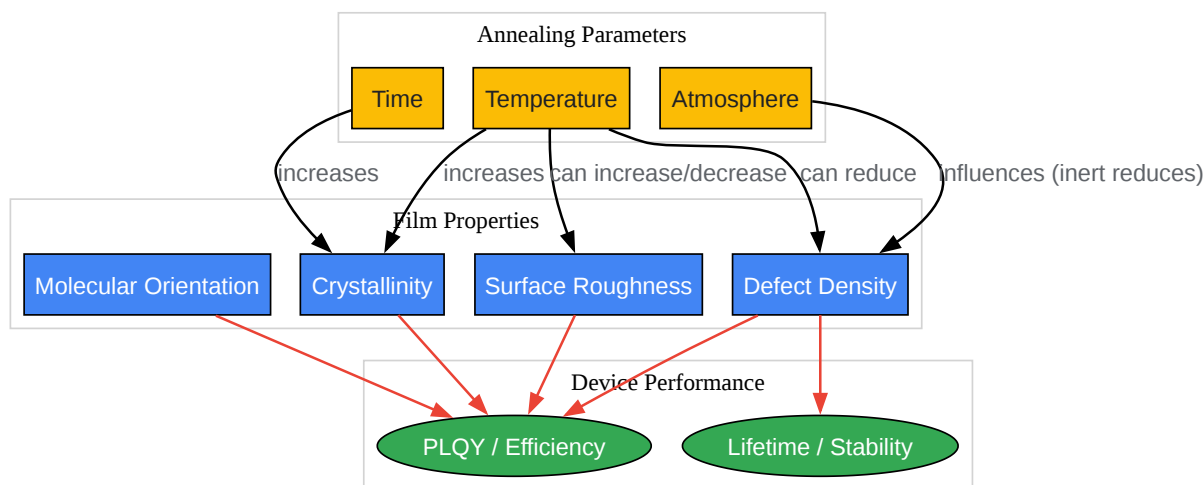 Annealing Parameters
Time
Temperature
Atmosphere
increases
increases
can increase/decrease
can reduce
influences (inert reduces)
Film Properties
Molecular Orientation
Crystallinity
Surface Roughness
Defect Density
Device Performance
PLQY / Efficiency
Lifetime / Stability